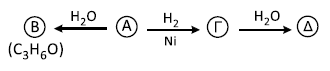 Β ←H₂O Α —H₂/Ni→ Γ —H₂O→ Δ
(C₃H₆O)